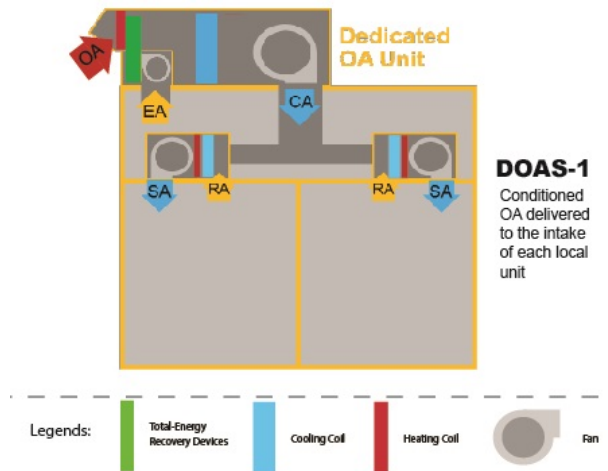 Dedicated
OA Unit
OA
EA
CA
SA
RA
RA
SA
DOAS-1
Conditioned
OA delivered
to the intake
of each local
unit
Legends:
Total-Energy
Recovery Devices
Cooling Coil
Heating Coil
Fan